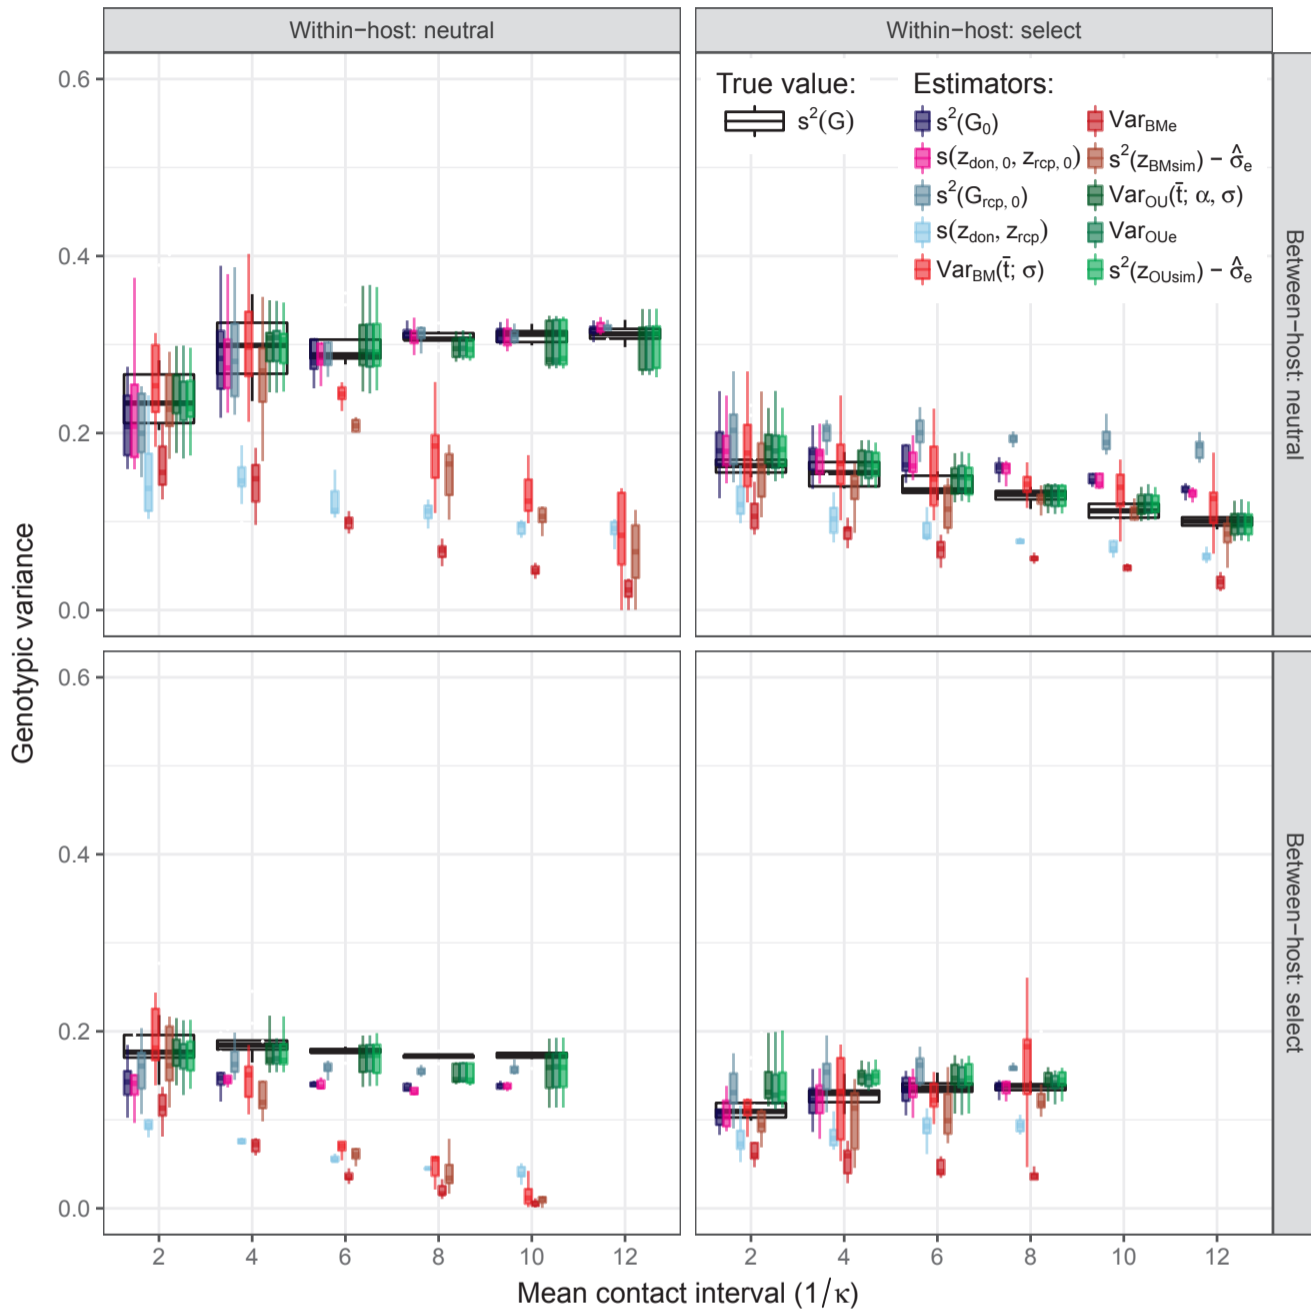 Within−host: neutral
Within−host: select
True value:
s²(G)
Estimators:
s²(G₀)
s(z_don, 0, z_rcp, 0)
s²(G_rcp, 0)
s(z_don, z_rcp)
Var_BM(t̄; σ)
Var_BMe
s²(z_BMsim) − σ̂_e
Var_OU(t̄; α, σ)
Var_OUe
s²(z_OUsim) − σ̂_e
Between−host: neutral
Between−host: select
Genotypic variance
0.6
0.4
0.2
0.0
0.6
0.4
0.2
0.0
2 4 6 8 10 12
2 4 6 8 10 12
Mean contact interval (1/κ)